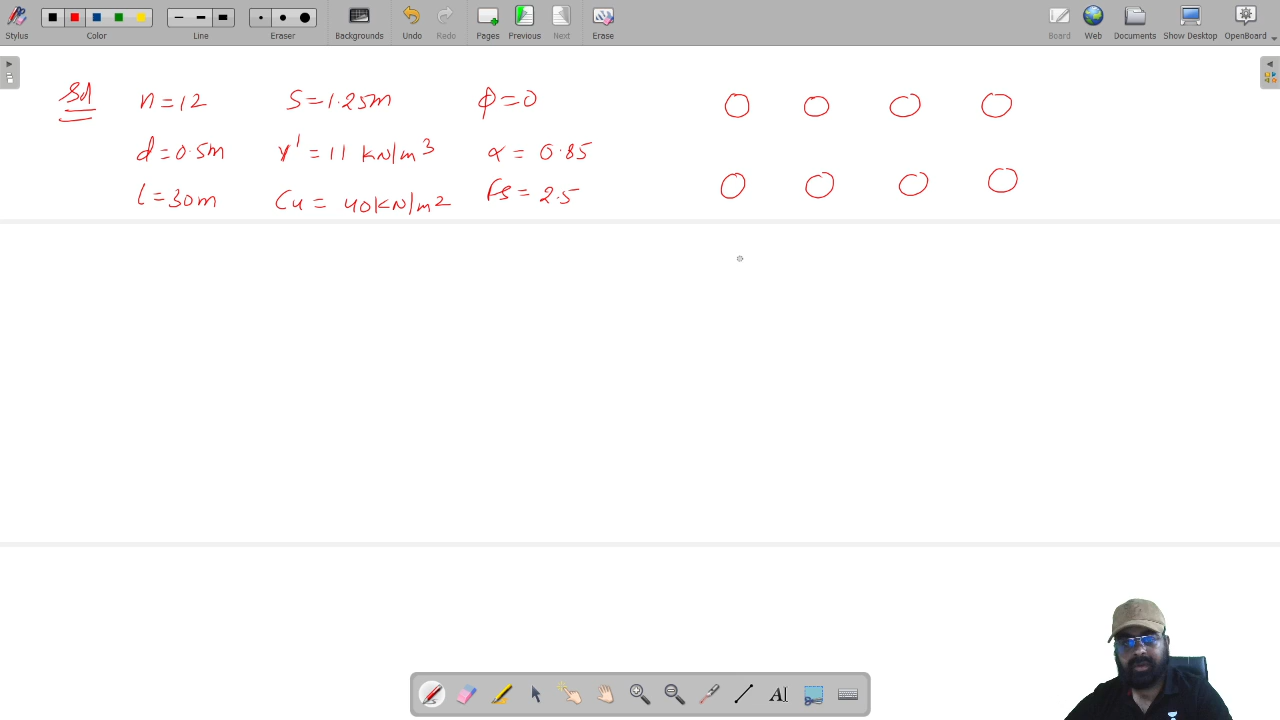 Stylus Color Line Eraser Backgrounds Undo Redo Pages Previous Next Erase Board Web Documents Show Desktop OpenBoard
Sol n=12 S=1.25m φ=0
d=0.5m γ' = 11 kN/m3 α = 0.85
l=30m Cu = 40kN/m2 Fs = 2.5
AI